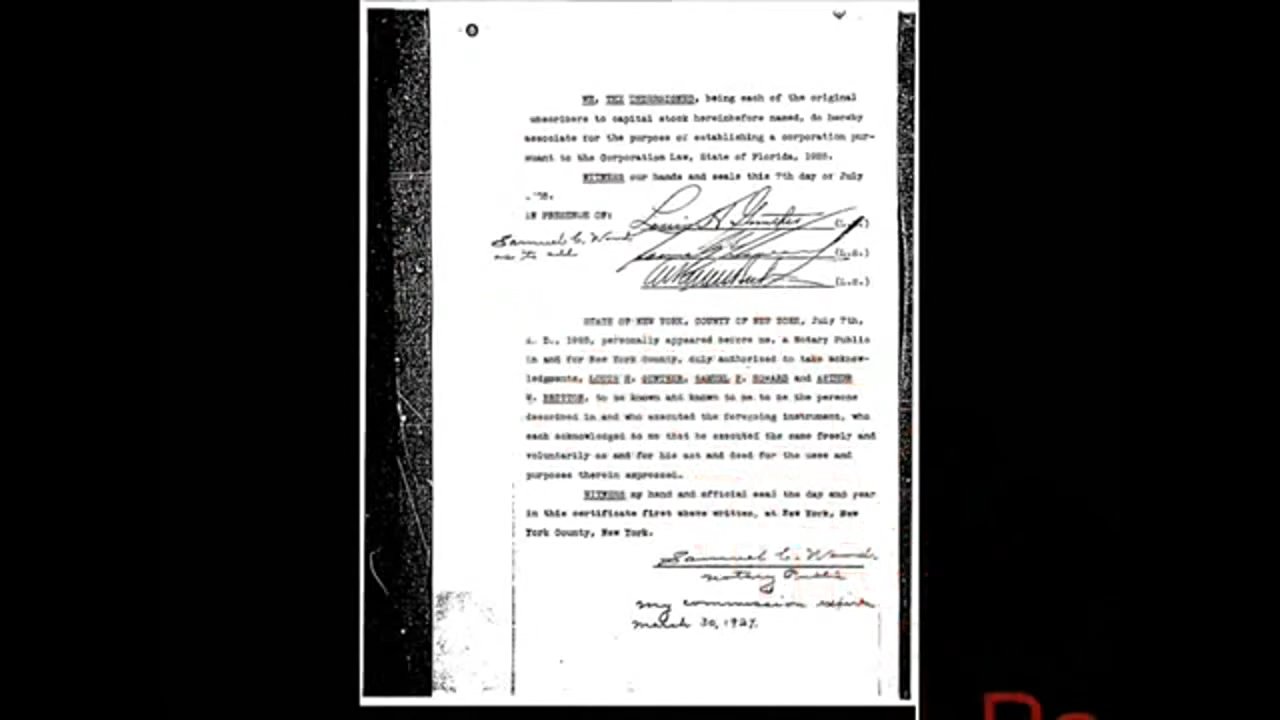 WE, THE UNDERSIGNED, being each of the original
subscribers to capital stock hereinbefore named, do hereby
associate for the purpose of establishing a corporation pur-
suant to the Corporation Law, State of Florida, 1925.
WITNESS our hands and seals this 7th day of July
IN PRESENCE OF:
Samuel C. Wood
as to all
Louis H. Gunther (L.S.)
(L.S.)
(L.S.)
STATE OF NEW YORK, COUNTY OF NEW YORK, July 7th,
A. D., 1925, personally appeared before me, a Notary Public
in and for New York County, duly authorized to take acknow-
ledgments, LOUIS H. GUNTHER, SAMUEL P. HOWARD and ARTHUR
W. BRITTON, to me known and known to me to be the persons
described in and who executed the foregoing instrument, who
each acknowledged to me that he executed the same freely and
voluntarily as and for his act and deed for the uses and
purposes therein expressed.
WITNESS my hand and official seal the day and year
in this certificate first above written, at New York, New
York County, New York.
Samuel C. Wood.
Notary Public
My commission expires
March 30, 1927.